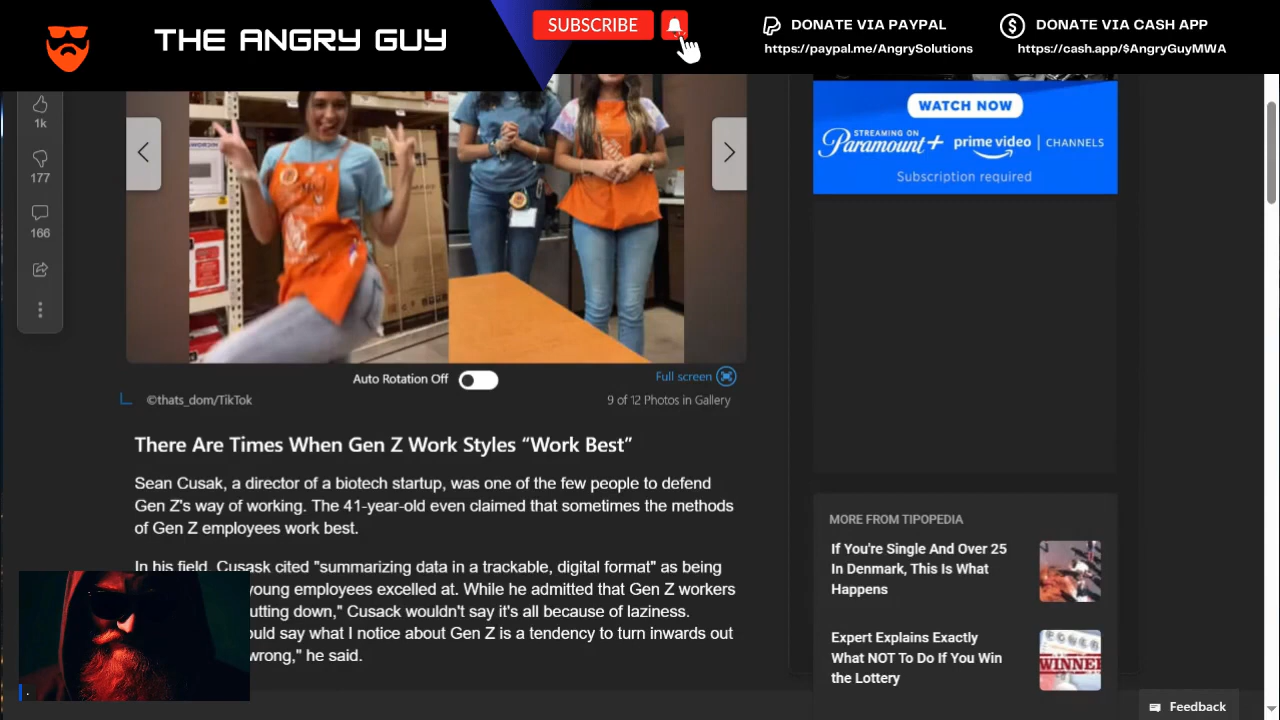 THE ANGRY GUY
SUBSCRIBE
DONATE VIA PAYPAL
https://paypal.me/AngrySolutions
DONATE VIA CASH APP
https://cash.app/$AngryGuyMWA
1k
177
166
WATCH NOW
STREAMING ON
Paramount+ prime video | CHANNELS
Subscription required
Auto Rotation Off
Full screen
©thats_dom/TikTok
9 of 12 Photos in Gallery
There Are Times When Gen Z Work Styles “Work Best”
Sean Cusak, a director of a biotech startup, was one of the few people to defend
Gen Z's way of working. The 41-year-old even claimed that sometimes the methods
of Gen Z employees work best.
In his field, Cusask cited "summarizing data in a trackable, digital format" as being
young employees excelled at. While he admitted that Gen Z workers
utting down," Cusack wouldn't say it's all because of laziness.
ould say what I notice about Gen Z is a tendency to turn inwards out
wrong," he said.
MORE FROM TIPOPEDIA
If You're Single And Over 25
In Denmark, This Is What
Happens
Expert Explains Exactly
What NOT To Do If You Win
the Lottery
WINNER
Feedback